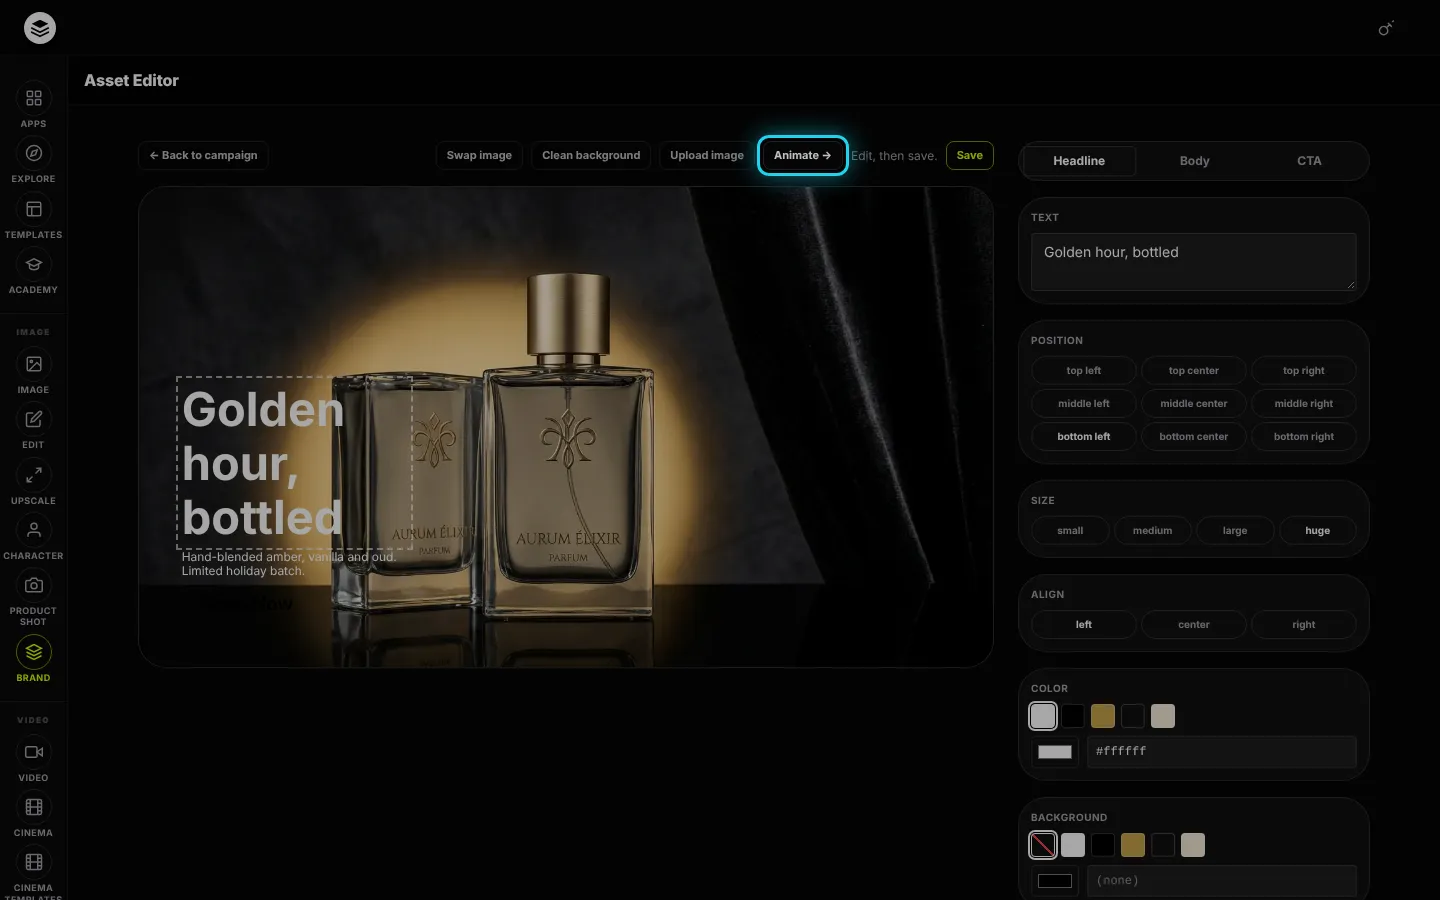 Asset Editor
APPS
EXPLORE
TEMPLATES
ACADEMY
IMAGE
IMAGE
EDIT
UPSCALE
CHARACTER
PRODUCT
SHOT
BRAND
VIDEO
VIDEO
CINEMA
CINEMA
TEMPLATES
← Back to campaign
Swap image
Clean background
Upload image
Animate →
Edit, then save.
Save
Golden
hour,
bottled
Hand-blended amber, vanilla and oud.
Limited holiday batch.
AURUM ÉLIXIR
PARFUM
AURUM ÉLIXIR
PARFUM
Headline
Body
CTA
TEXT
Golden hour, bottled
POSITION
top left
top center
top right
middle left
middle center
middle right
bottom left
bottom center
bottom right
SIZE
small
medium
large
huge
ALIGN
left
center
right
COLOR
#ffffff
BACKGROUND
(none)